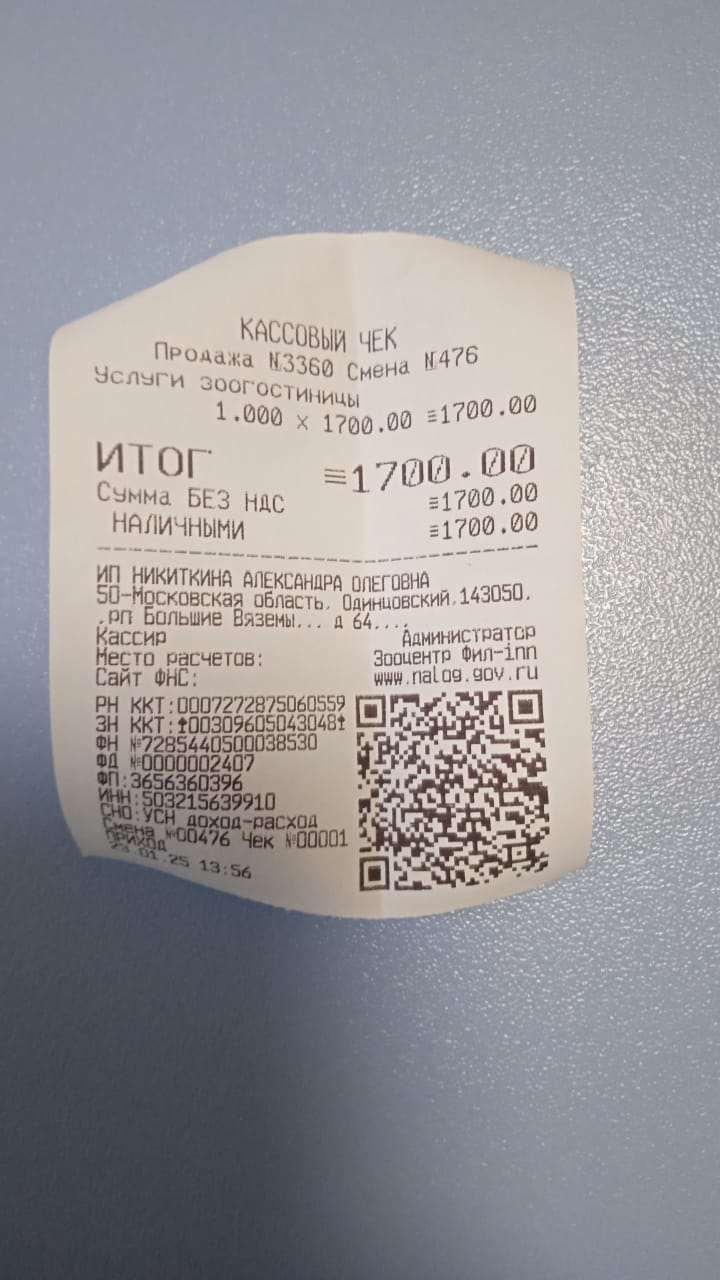 КАССОВЫЙ ЧЕК
Продажа №3360 Смена №476
Услуги зоогостиницы
1.000 x 1700.00 ≡1700.00
ИТОГ ≡1700.00
Сумма БЕЗ НДС ≡1700.00
НАЛИЧНЫМИ ≡1700.00
ИП НИКИТКИНА АЛЕКСАНДРА ОЛЕГОВНА
50-Московская область, Одинцовский,143050,
,рп Большие Вяземы,,, д 64,,,,
Кассир Администратор
Место расчетов: Зооцентр Фил-inn
Сайт ФНС: www.nalog.gov.ru
РН ККТ:0007272875060559
ЗН ККТ:↑00309605043048↑
ФН №7285440500038530
ФД №0000002407
ФП:3656360396
ИНН:503215639910
СНО:УСН доход-расход
Смена №00476 Чек №00001
ПРИХОД
23.01.25 13:56